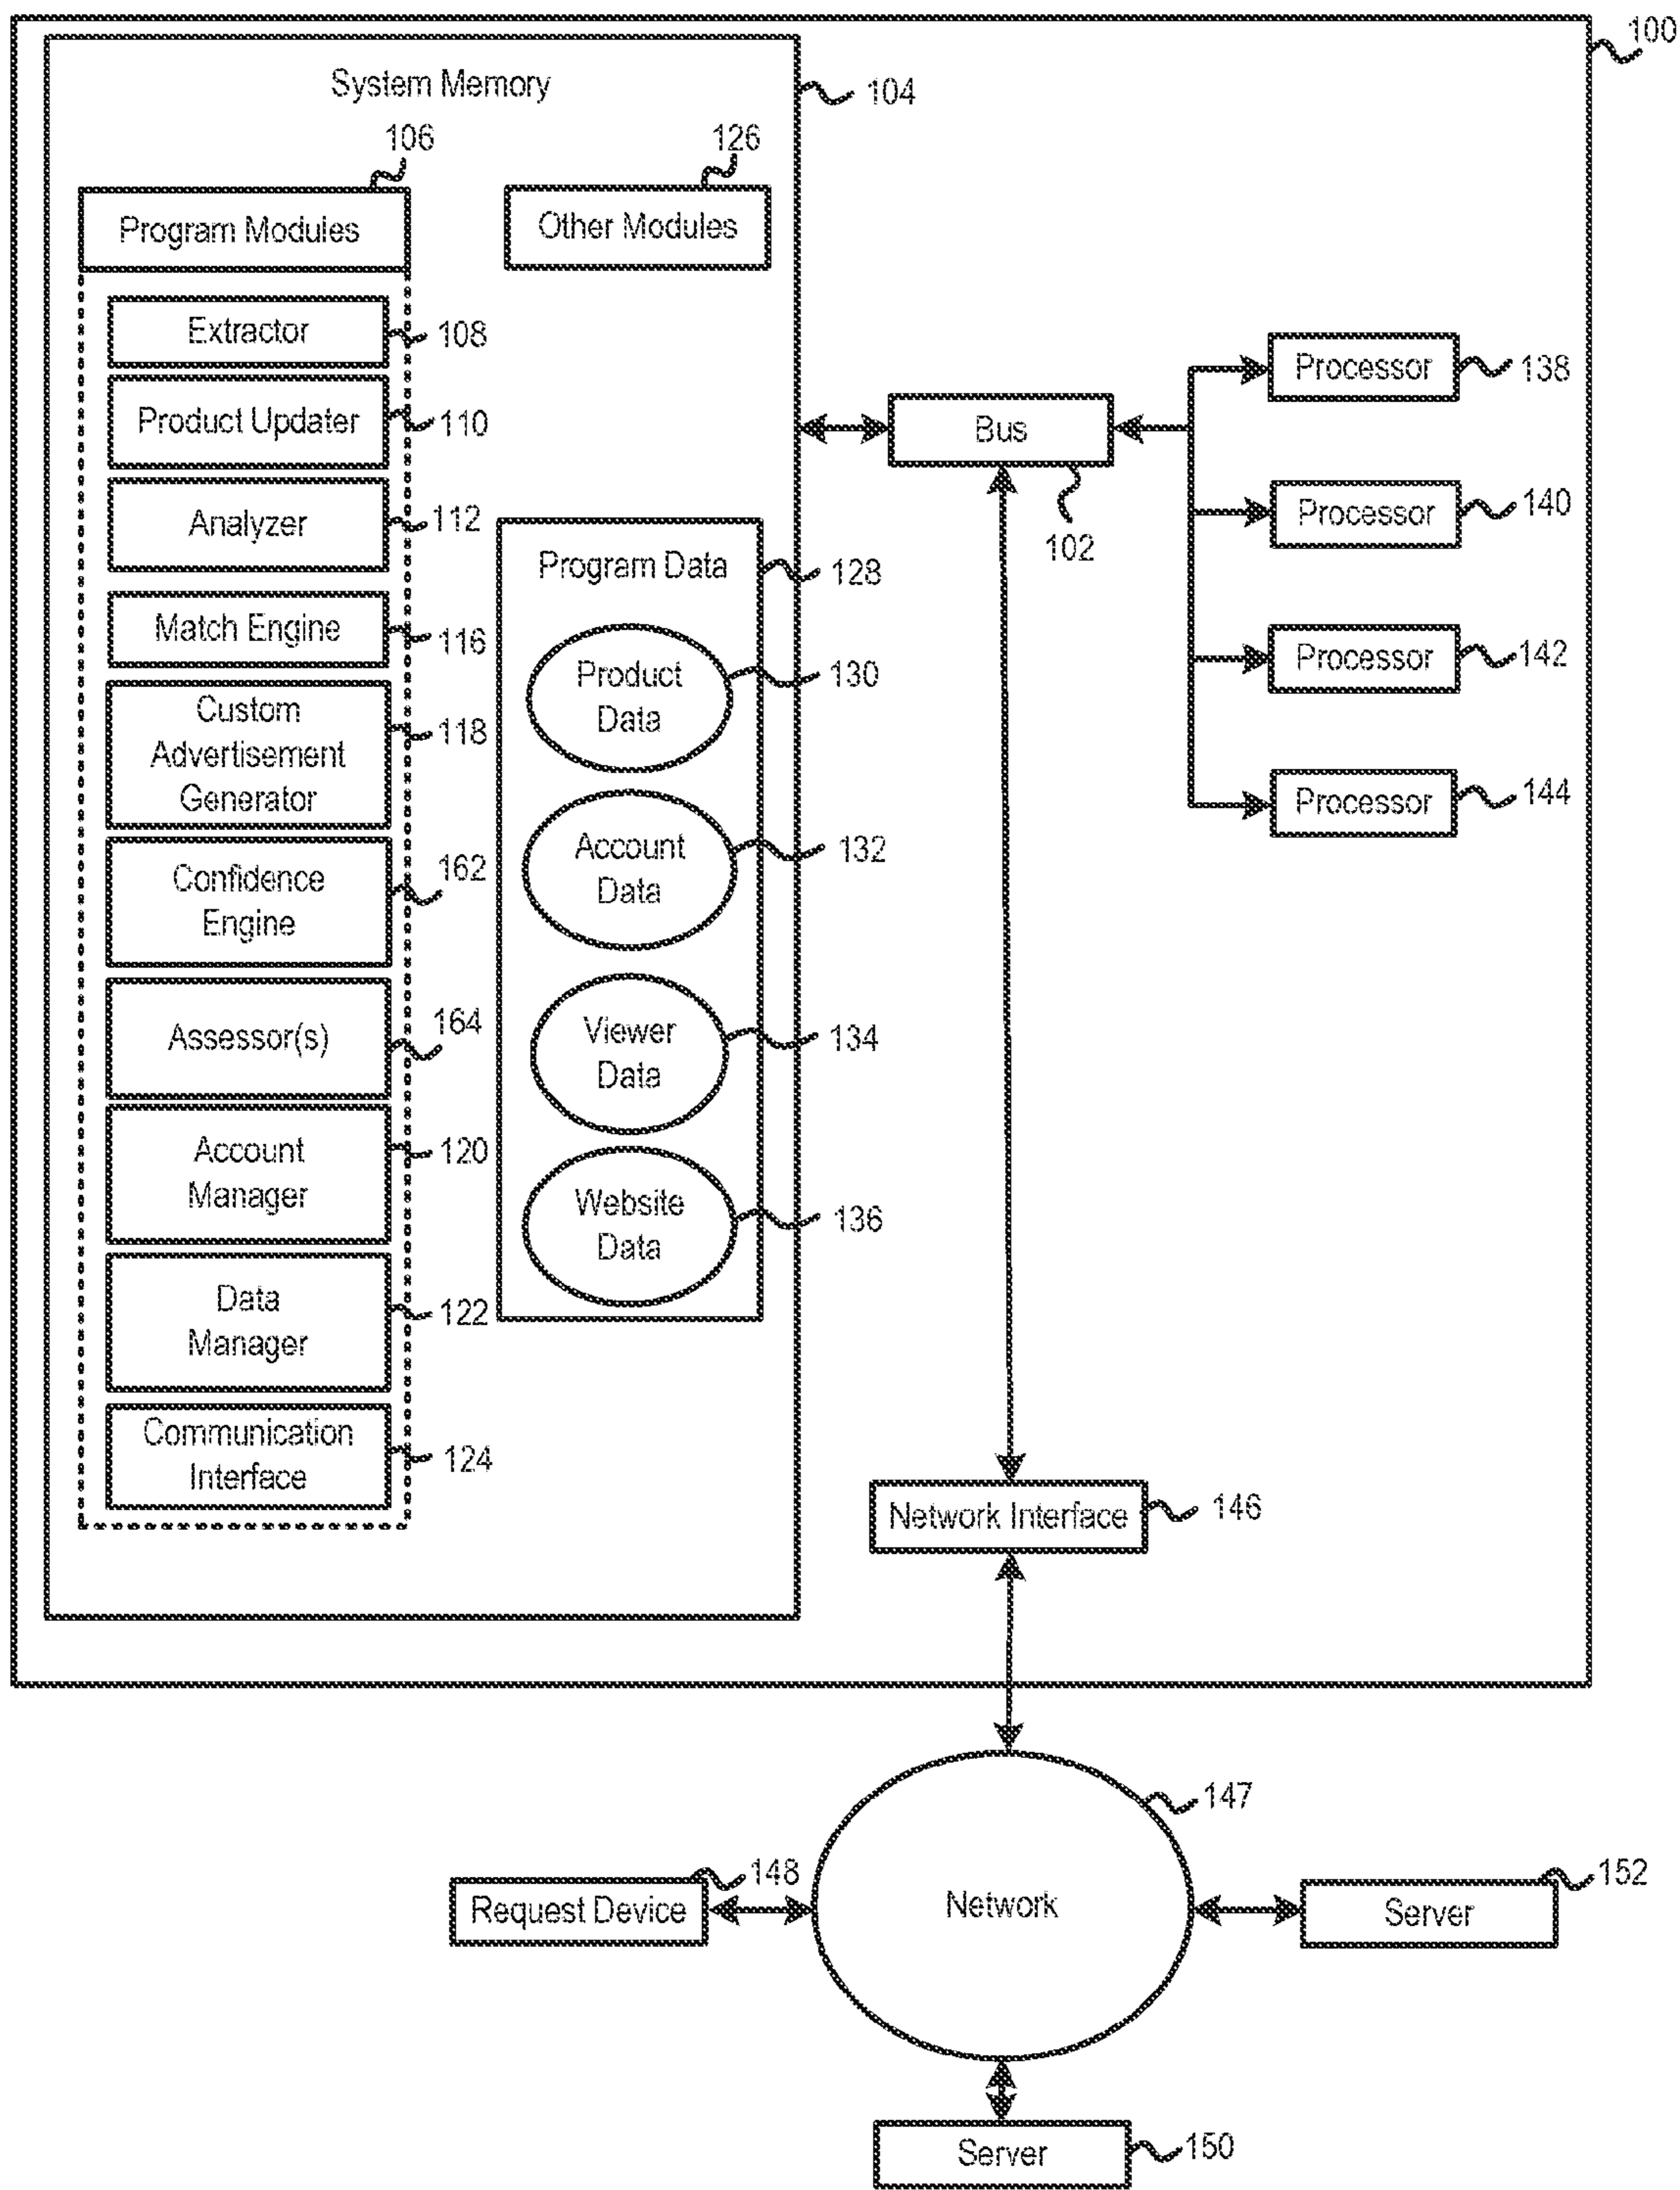 100
System Memory
104
106
126
Program Modules
Other Modules
Extractor
108
Product Updater
110
Analyzer
112
Match Engine
116
Custom
Advertisement
Generator
118
Confidence
Engine
162
Assessor(s)
164
Account
Manager
120
Data
Manager
122
Communication
Interface
124
Program Data
128
Product
Data
130
Account
Data
132
Viewer
Data
134
Website
Data
136
Bus
102
Processor
138
Processor
140
Processor
142
Processor
144
Network Interface
146
147
Network
148
Request Device
152
Server
Server
150